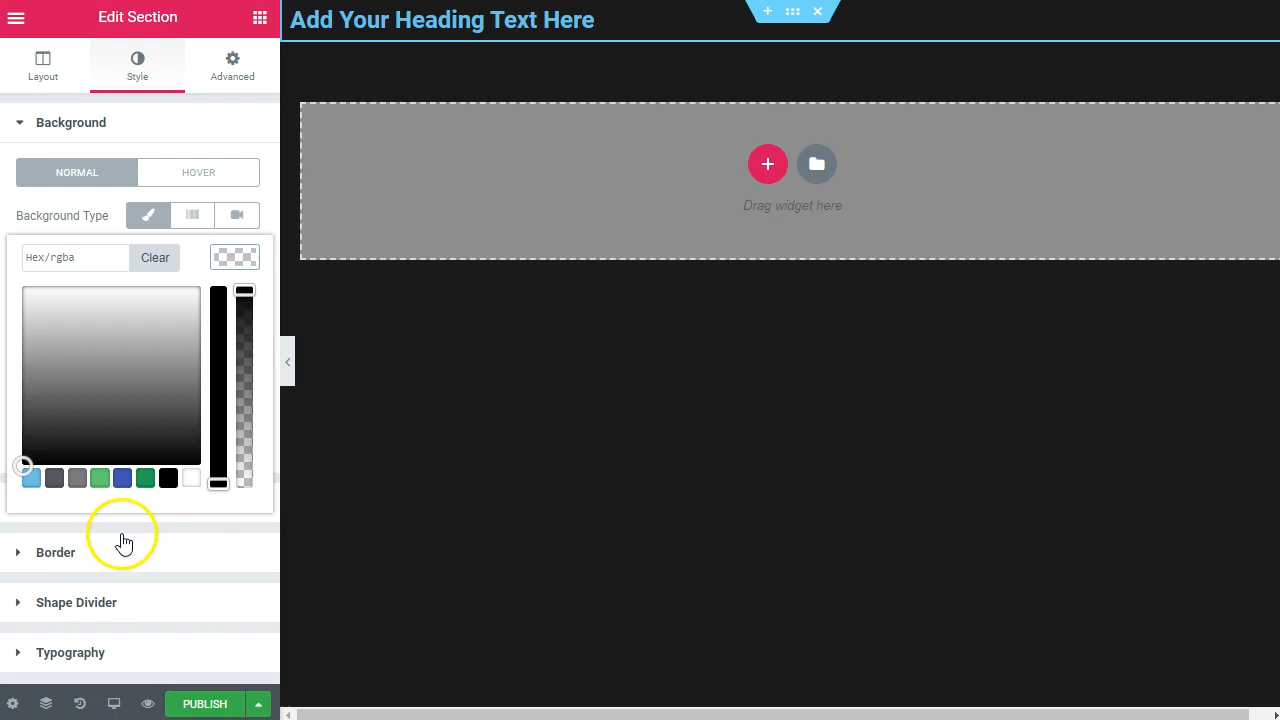 Edit Section
Add Your Heading Text Here
Layout
Style
Advanced
Background
NORMAL
HOVER
Background Type
Hex/rgba
Clear
Drag widget here
Border
Shape Divider
Typography
PUBLISH